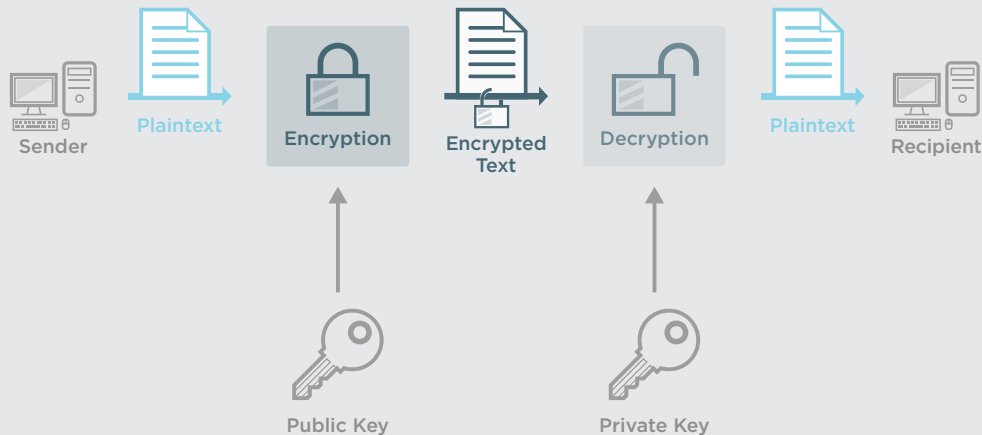 Sender
Plaintext
Encryption
Encrypted
Text
Decryption
Plaintext
Recipient
Public Key
Private Key